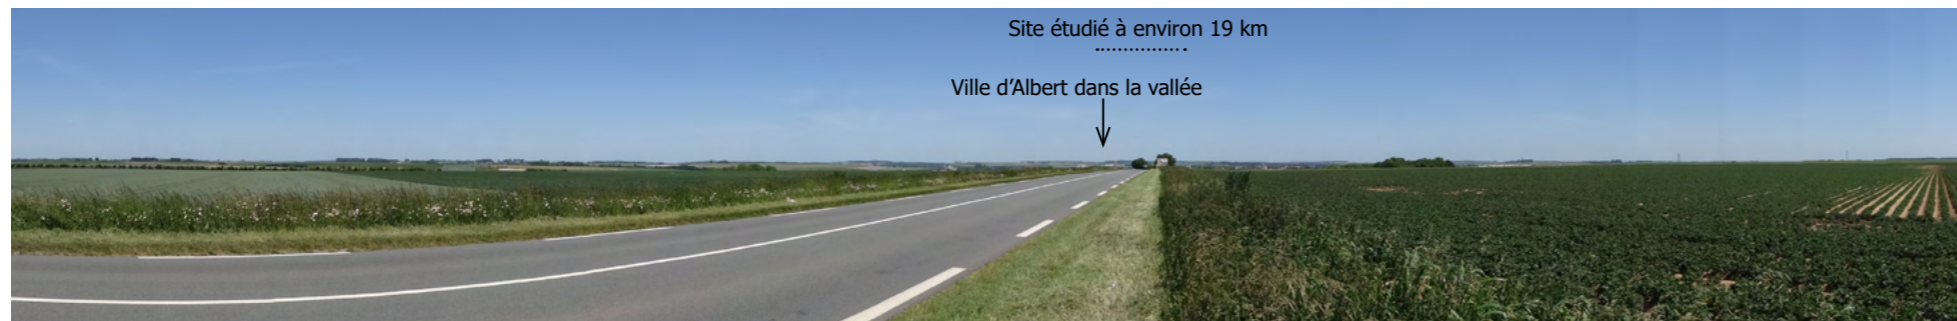 Site étudié à environ 19 km
Ville d'Albert dans la vallée